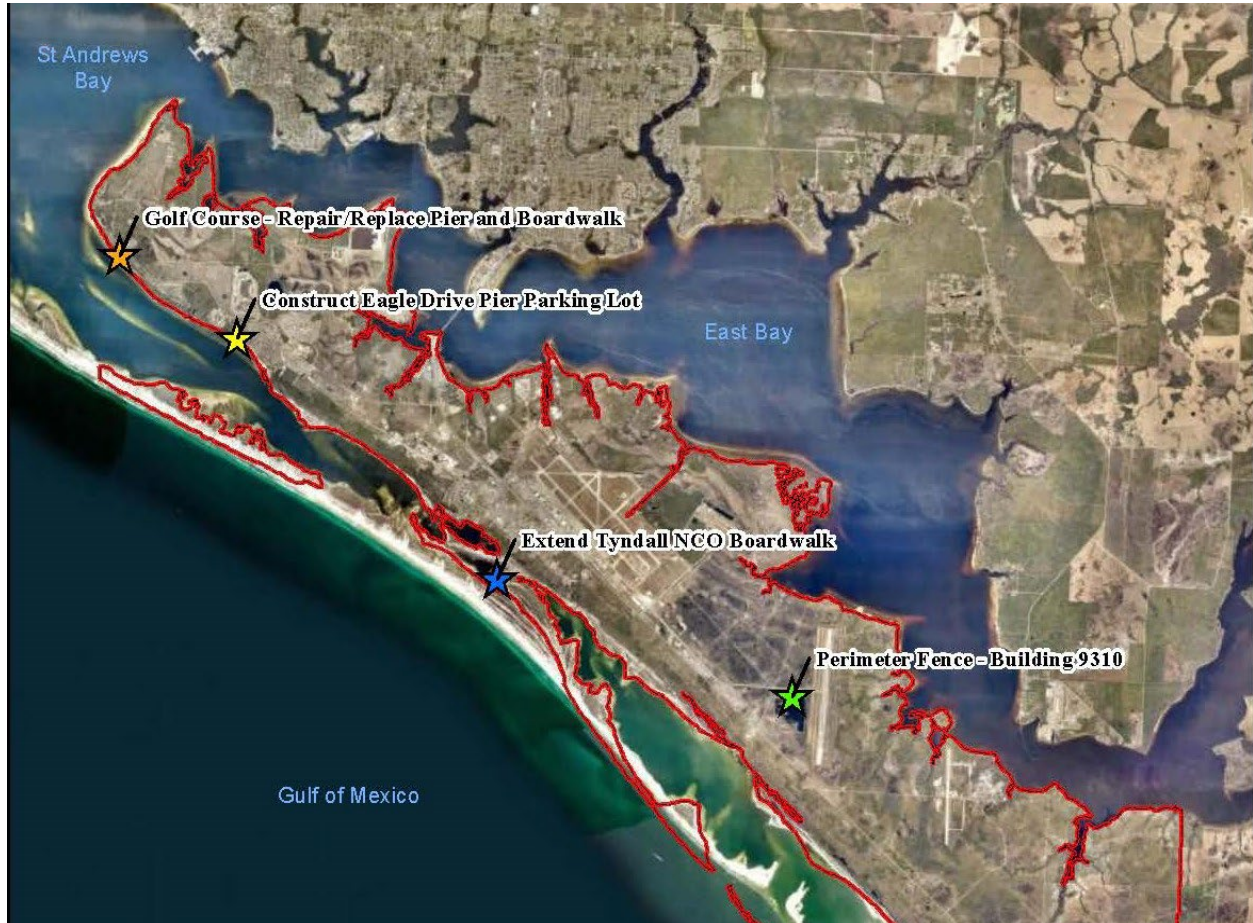 St Andrews
Bay
Golf Course - Repair/Replace Pier and Boardwalk
Construct Eagle Drive Pier Parking Lot
East Bay
Extend Tyndall NCO Boardwalk
Perimeter Fence - Building 9310
Gulf of Mexico